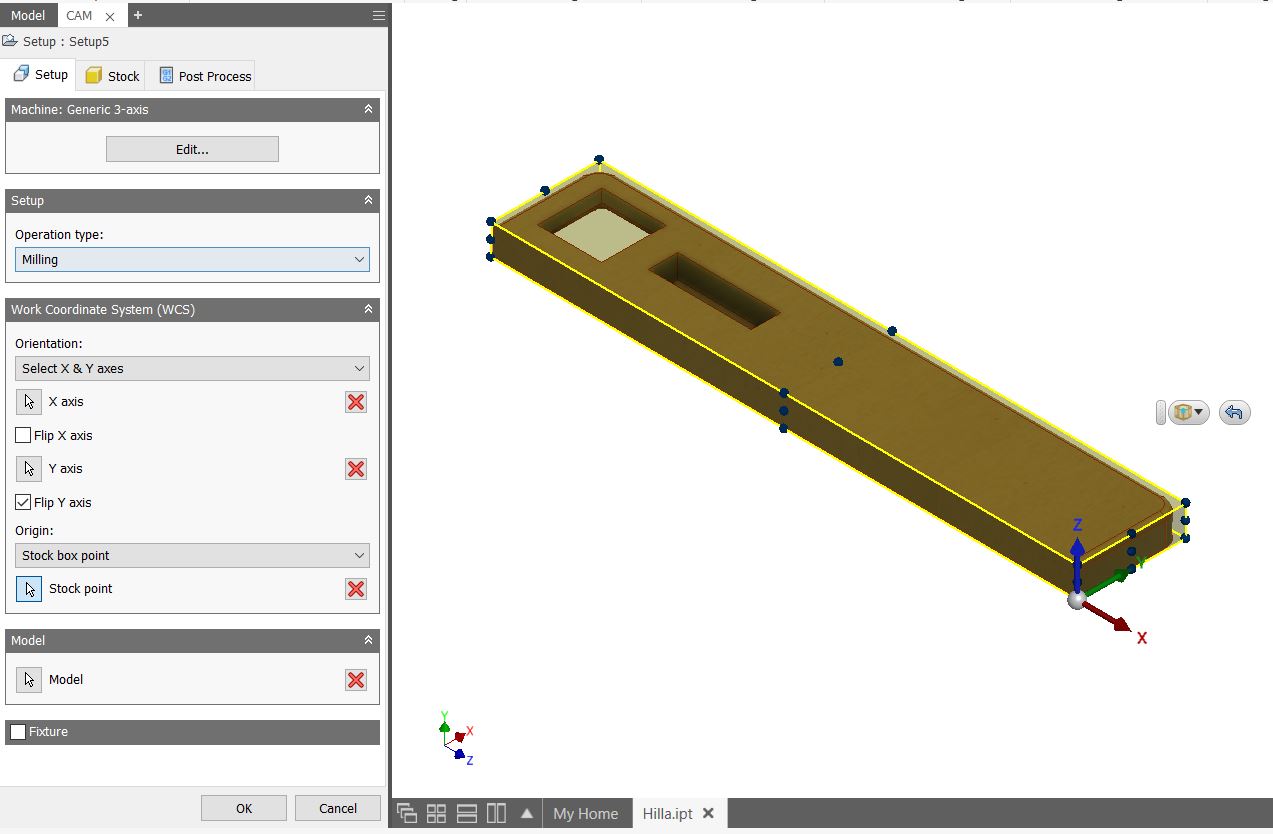 Model
CAM
Setup : Setup5
Setup
Stock
Post Process
Machine: Generic 3-axis
Edit...
Setup
Operation type:
Milling
Work Coordinate System (WCS)
Orientation:
Select X & Y axes
X axis
Flip X axis
Y axis
Flip Y axis
Origin:
Stock box point
Stock point
Model
Model
Fixture
OK
Cancel
Z
Y
X
Y
X
Z
My Home
Hilla.ipt